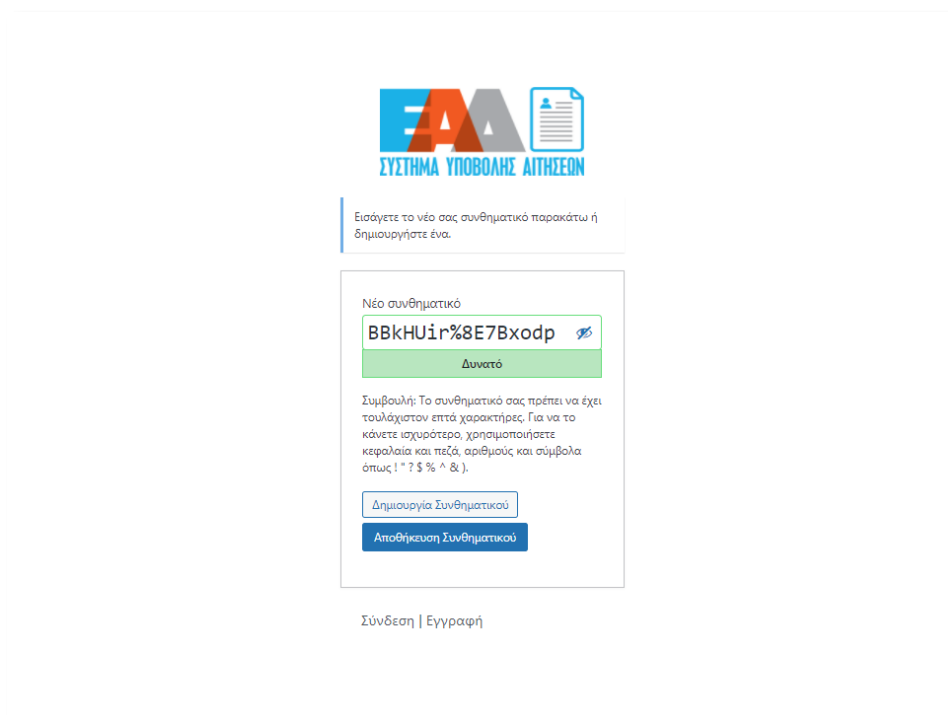 ΕΑΔ
ΣΥΣΤΗΜΑ ΥΠΟΒΟΛΗΣ ΑΙΤΗΣΕΩΝ
Εισάγετε το νέο σας συνθηματικό παρακάτω ή
δημιουργήστε ένα.
Νέο συνθηματικό
BBkHUir%8E7Bxodp
Δυνατό
Συμβουλή: Το συνθηματικό σας πρέπει να έχει
τουλάχιστον επτά χαρακτήρες. Για να το
κάνετε ισχυρότερο, χρησιμοποιήσετε
κεφαλαία και πεζά, αριθμούς και σύμβολα
όπως ! " ? $ % ^ & ).
Δημιουργία Συνθηματικού
Αποθήκευση Συνθηματικού
Σύνδεση | Εγγραφή